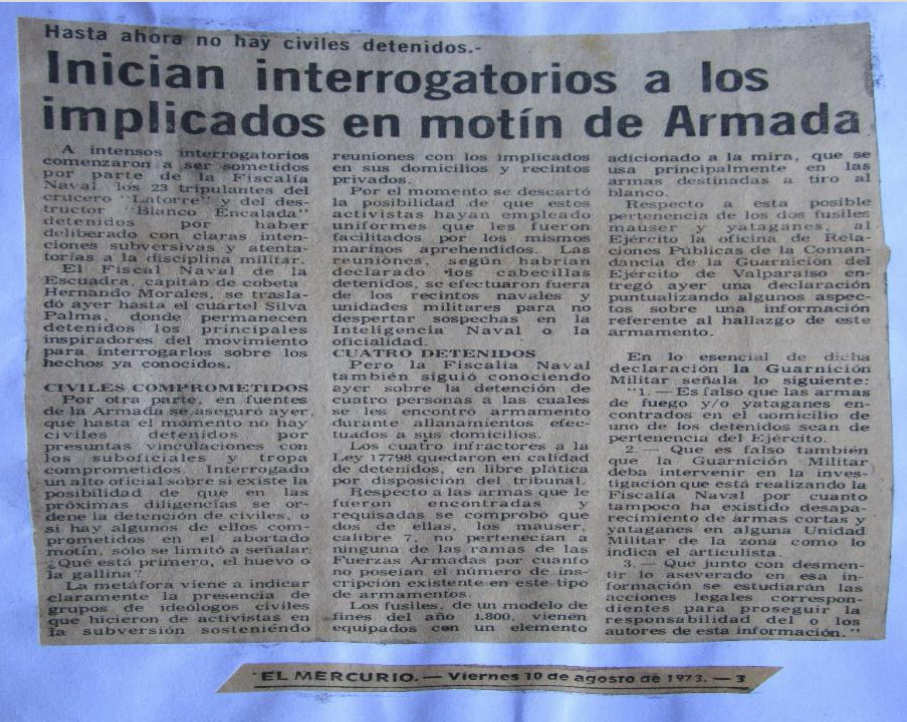 Hasta ahora no hay civiles detenidos.-
Inician interrogatorios a los
implicados en motín de Armada
A intensos interrogatorios
comenzaron a ser sometidos
por parte de la Fiscalía
Naval los 23 tripulantes del
crucero "Latorre" y del des-
tructor "Blanco Encalada"
detenidos por haber
deliberado con claras inten-
ciones subversivas y atenta-
torias a la disciplina militar.
El Fiscal Naval de la
Escuadra, capitán de cobeta
Hernando Morales, se trasla-
dó ayer hasta el cuartel Silva
Palma, donde permanecen
detenidos los principales
inspiradores del movimiento
para interrogarlos sobre los
hechos ya conocidos.
CIVILES COMPROMETIDOS
Por otra parte, en fuentes
de la Armada se aseguró ayer
que hasta el momento no hay
civiles detenidos por
presuntas vinculaciones con
los suboficiales y tropa
comprometidos. Interrogado
un alto oficial sobre si existe la
posibilidad de que en las
próximas diligencias se or-
dene la detención de civiles, o
si hay algunos de ellos com-
prometidos en el abortado
motín, sólo se limitó a señalar
¿Qué está primero, el huevo o
la gallina?
La metáfora viene a indicar
claramente la presencia de
grupos de ideólogos civiles
que hicieron de activistas en
la subversión sosteniendo
reuniones con los implicados
en sus domicilios y recintos
privados.
Por el momento se descartó
la posibilidad de que estos
activistas hayan empleado
uniformes que les fueron
facilitados por los mismos
marinos aprehendidos. Las
reuniones, según habrían
declarado los cabecillas
detenidos, se efectuaron fuera
de los recintos navales y
unidades militares para no
despertar sospechas en la
Inteligencia Naval o la
oficialidad.
CUATRO DETENIDOS
Pero la Fiscalía Naval
también siguió conociendo
ayer sobre la detención de
cuatro personas a las cuales
se les encontró armamento
durante allanamientos efec-
tuados a sus domicilios.
Los cuatro infractores a la
Ley 17798 quedaron en calidad
de detenidos, en libre plática
por disposición del tribunal.
Respecto a las armas que le
fueron encontradas y
requisadas se comprobó que
dos de ellas, los mauser,
calibre 7, no pertenecían a
ninguna de las ramas de las
Fuerzas Armadas por cuanto
no poseían el número de ins-
cripción existente en este tipo
de armamentos.
Los fusiles, de un modelo de
fines del año 1.800, vienen
equipados con un elemento
adicionado a la mira, que se
usa principalmente en las
armas destinadas a tiro al
blanco.
Respecto a esta posible
pertenencia de los dos fusiles
mauser y yataganes, al
Ejército la oficina de Rela-
ciones Públicas de la Coman-
dancia de la Guarnición del
Ejército de Valparaíso en-
tregó ayer una declaración
puntualizando algunos aspec-
tos sobre una información
referente al hallazgo de este
armamento.
En lo esencial de dicha
declaración la Guarnición
Militar señala lo siguiente:
"1. — Es falso que las armas
de fuego y/o yataganes en-
contrados en el domicilio de
uno de los detenidos sean de
pertenencia del Ejército.
2. — Que es falso también
que la Guarnición Militar
deba intervenir en la inves-
tigación que está realizando la
Fiscalía Naval por cuanto
tampoco ha existido desapa-
recimiento de armas cortas y
yataganes en alguna Unidad
Militar de la zona como lo
indica el articulista.
3. — Que junto con desmen-
tir lo aseverado en esa in-
formación se estudiarán las
acciones legales correspon-
dientes para proseguir la
responsabilidad del o los
autores de esta información."
EL MERCURIO. — Viernes 10 de agosto de 1973. — 3